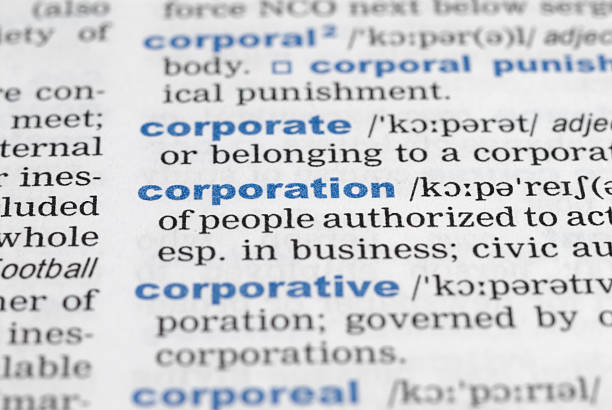 (also
iety of
re con-
meet;
ternal
r ines-
cluded
whole
football
ner of
ines-
lable
mar-
force NCO next below serg
corporal² /ˈkɔːpər(ə)l/ adjec
body. □ corporal punish
ical punishment.
corporate /ˈkɔːpərət/ adje
or belonging to a corporat
corporation /kɔːpəˈreɪʃ(ə
of people authorized to act
esp. in business; civic au
corporative /ˈkɔːpərətɪv
poration; governed by c
corporations.
corporeal /kɔːˈpɔːrɪəl/